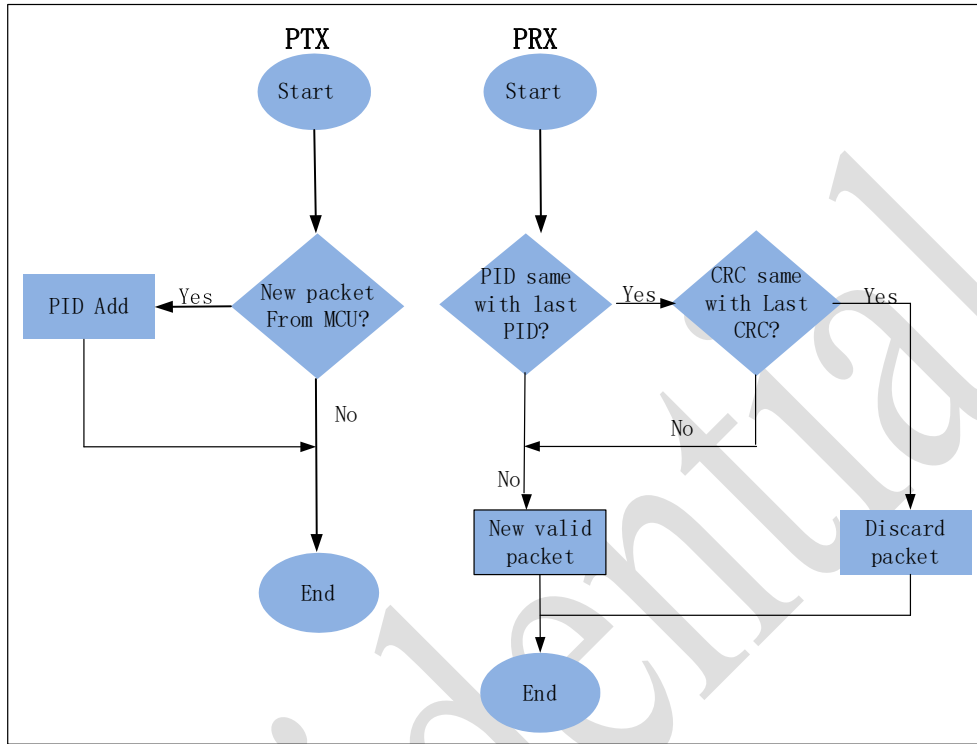 PTX
PRX
Start
Start
New packet
From MCU?
Yes
PID Add
No
End
PID same
with last
PID?
Yes
CRC same
with Last
CRC?
Yes
No
No
New valid
packet
Discard
packet
End
idential